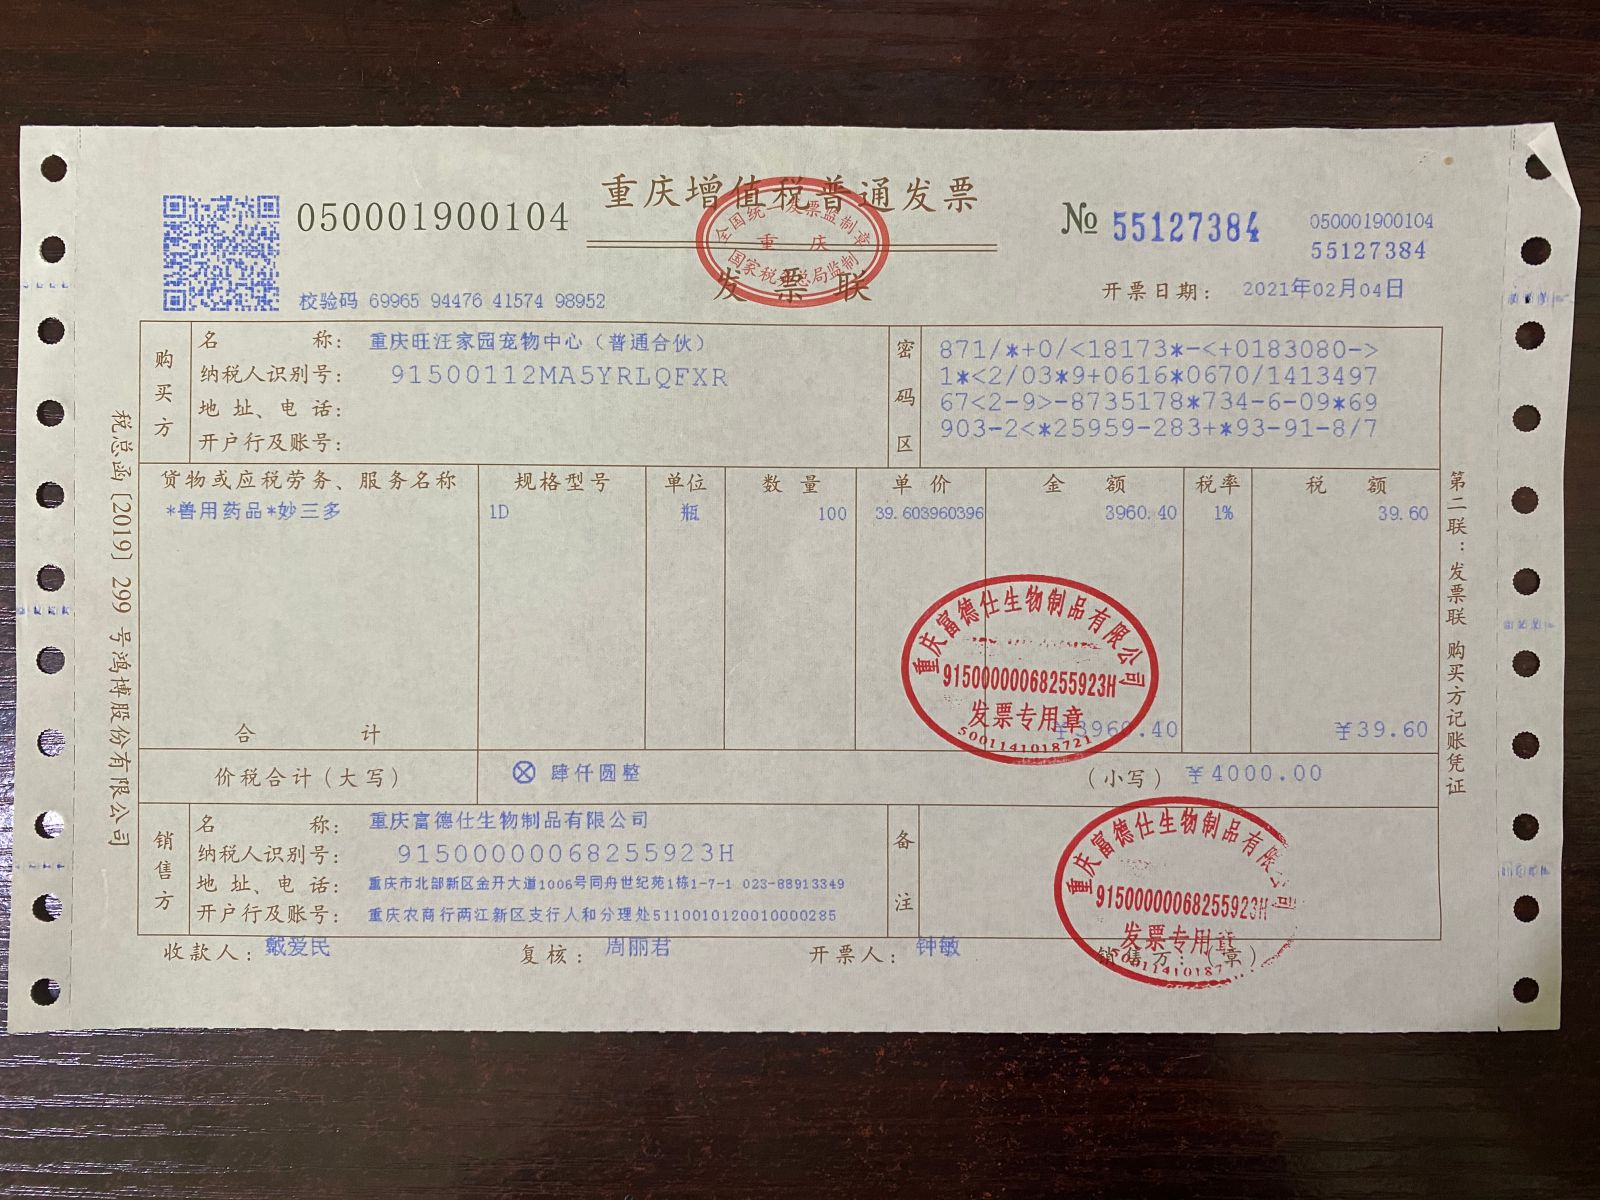 重庆增值税普通发票
050001900104
No 55127384
050001900104
55127384
全国统一发票监制章
重庆
国家税务总局监制
发票联
校验码 69965 94476 41574 98952
开票日期: 2021年02月04日
购买方
名称: 重庆旺汪家园宠物中心（普通合伙）
纳税人识别号: 91500112MA5YRLQFXR
地址、电话:
开户行及账号:
密码区
871/*+0/<18173*-<+0183080->
1*<2/03*9+0616*0670/1413497
67<2-9>-8735178*734-6-09*69
903-2<*25959-283+*93-91-8/7
货物或应税劳务、服务名称 规格型号 单位 数量 单价 金额 税率 税额
*兽用药品*妙三多 1D 瓶 100 39.603960396 3960.40 1% 39.60
合计 ¥3960.40 ¥39.60
价税合计（大写） ⊗肆仟圆整 （小写）¥4000.00
销售方
名称: 重庆富德仕生物制品有限公司
纳税人识别号: 91500000068255923H
地址、电话: 重庆市北部新区金开大道1006号同舟世纪苑1栋1-7-1 023-88913349
开户行及账号: 重庆农商行两江新区支行人和分理处5110010120010000285
备注
收款人: 戴爱民 复核: 周丽君 开票人: 钟敏 销售方:（章）
重庆富德仕生物制品有限公司
91500000068255923H
发票专用章
5001141018721
重庆富德仕生物制品有限公司
91500000068255923H
发票专用章
税总函[2019]299号鸿博股份有限公司
第二联：发票联 购买方记账凭证